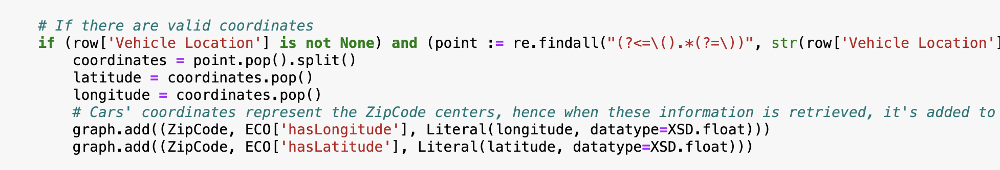 # If there are valid coordinates
if (row['Vehicle Location'] is not None) and (point := re.findall("(?<=\().*(?=\))", str(row['Vehicle Location']
coordinates = point.pop().split()
latitude = coordinates.pop()
longitude = coordinates.pop()
# Cars' coordinates represent the ZipCode centers, hence when these information is retrieved, it's added to
graph.add((ZipCode, ECO['hasLongitude'], Literal(longitude, datatype=XSD.float)))
graph.add((ZipCode, ECO['hasLatitude'], Literal(latitude, datatype=XSD.float)))